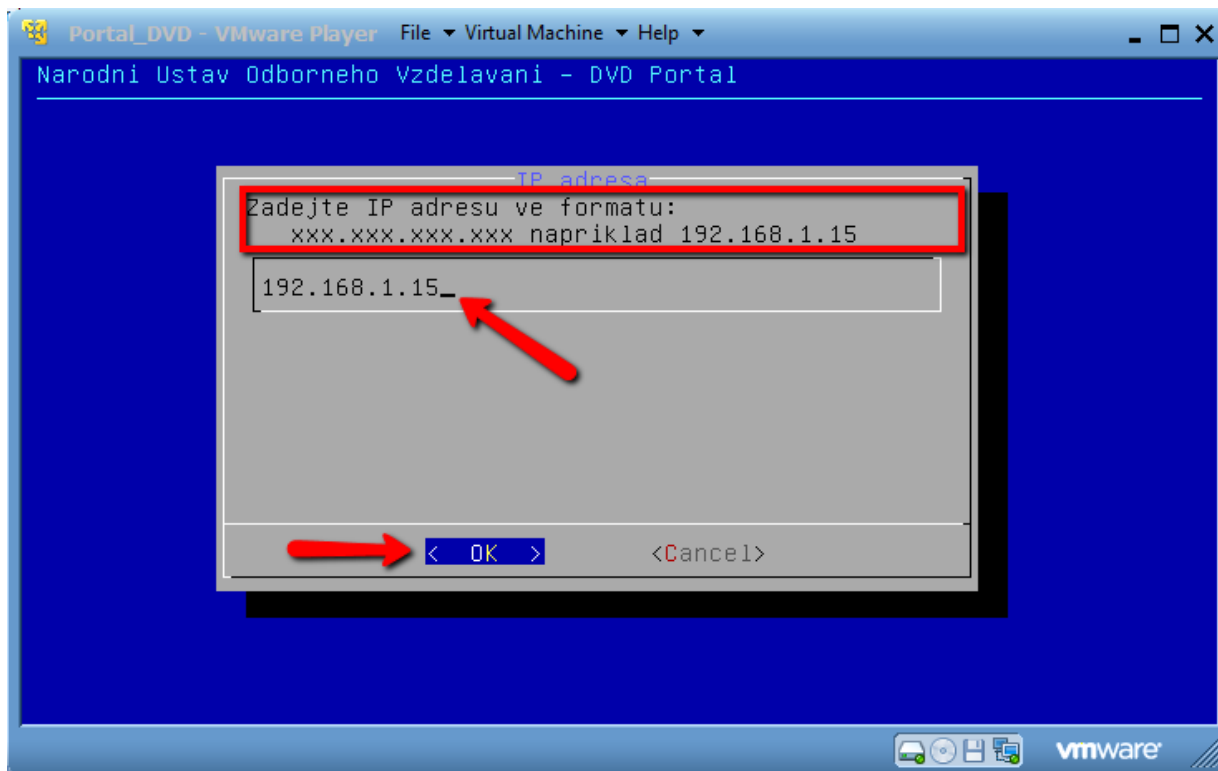 Portal_DVD - VMware Player File Virtual Machine Help
Narodni Ustav Odborneho Vzdelavani - DVD Portal
IP adresa
Zadejte IP adresu ve formatu:
xxx.xxx.xxx.xxx napriklad 192.168.1.15
192.168.1.15_
< OK > <Cancel>
vmware